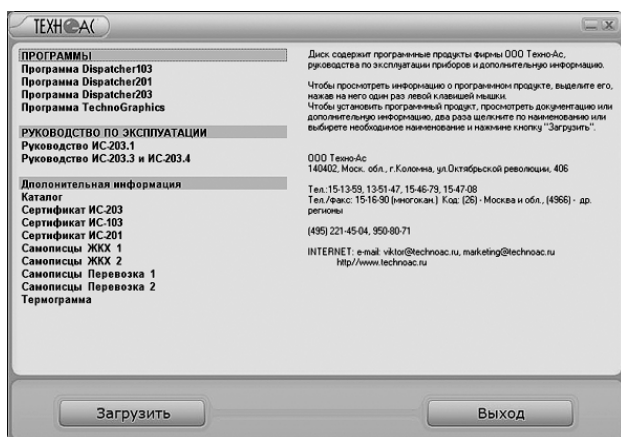 ТЕХНО-АС
ПРОГРАММЫ
Программа Dispatcher103
Программа Dispatcher201
Программа Dispatcher203
Программа TechnoGraphics
РУКОВОДСТВО ПО ЭКСПЛУАТАЦИИ
Руководство ИС-203.1
Руководство ИС-203.3 и ИС-203.4
Дполонительная информация
Каталог
Сертификат ИС-203
Сертификат ИС-103
Сертификат ИС-201
Самописцы ЖКХ 1
Самописцы ЖКХ 2
Самописцы Перевозка 1
Самописцы Перевозка 2
Термограмма
Диск содержит программные продукты фирмы ООО Техно-Ас,
руководства по эксплуатации приборов и дополнительную информацию.
Чтобы просмотреть информацию о программном продукте, выделите его,
нажав на него один раз левой клавишей мышки.
Чтобы установить программный продукт, просмотреть документацию или
дополнительную информацию, два раза щелкните по наименованию или
выбирете необходимое наименование и нажмине кнопку "Загрузить".
ООО Техно-Ас
140402, Моск. обл., г.Коломна, ул.Октябрьской революции, 406
Тел.:15-13-59, 13-51-47, 15-46-79, 15-47-08
Тел./Факс: 15-16-90 (многокан.) Код: (26) - Москва и обл., (4966) - др.
регионы
(495) 221-45-04, 950-80-71
INTERNET: e-mail: viktor@technoac.ru, marketing@technoac.ru
http//www.technoac.ru
Загрузить
Выход